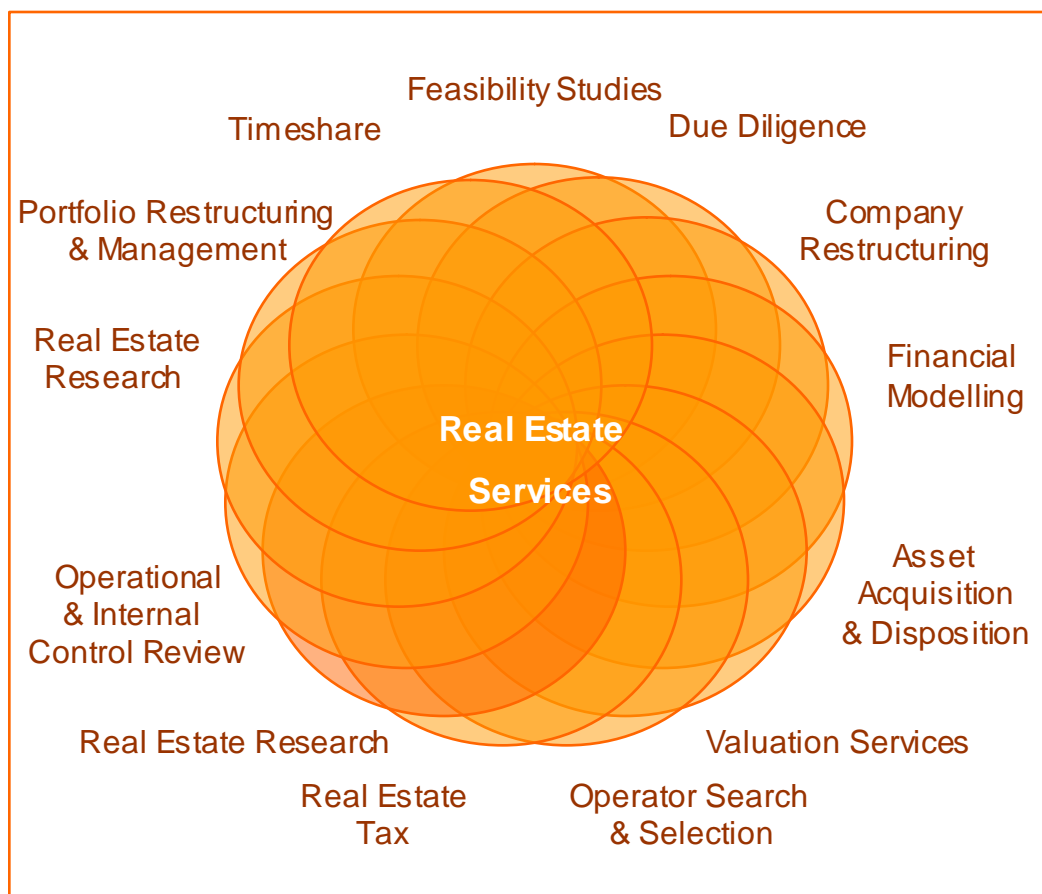 Feasibility Studies
Timeshare
Due Diligence
Portfolio Restructuring
& Management
Company
Restructuring
Real Estate
Research
Financial
Modelling
Real Estate
Services
Operational
& Internal
Control Review
Asset
Acquisition
& Disposition
Real Estate Research
Valuation Services
Real Estate
Tax
Operator Search
& Selection